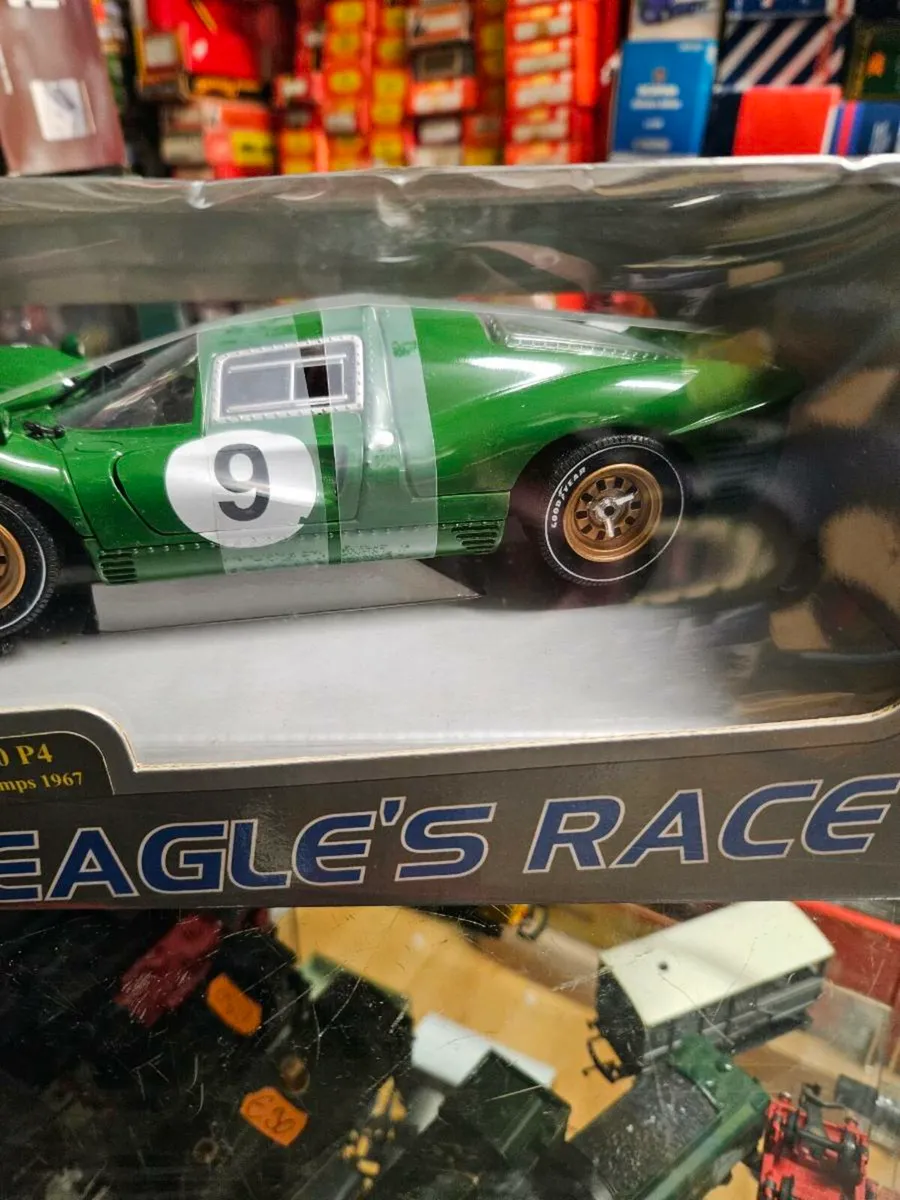 9
GOODYEAR
0 P4
mps 1967
EAGLE'S RACE